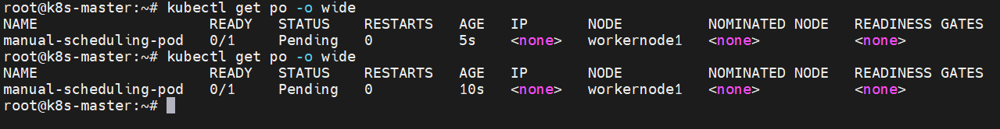 root@k8s-master:~# kubectl get po -o wide
NAME                    READY   STATUS    RESTARTS   AGE   IP       NODE          NOMINATED NODE   READINESS GATES
manual-scheduling-pod   0/1     Pending   0          5s    <none>   workernode1   <none>           <none>
root@k8s-master:~# kubectl get po -o wide
NAME                    READY   STATUS    RESTARTS   AGE   IP       NODE          NOMINATED NODE   READINESS GATES
manual-scheduling-pod   0/1     Pending   0          10s   <none>   workernode1   <none>           <none>
root@k8s-master:~#